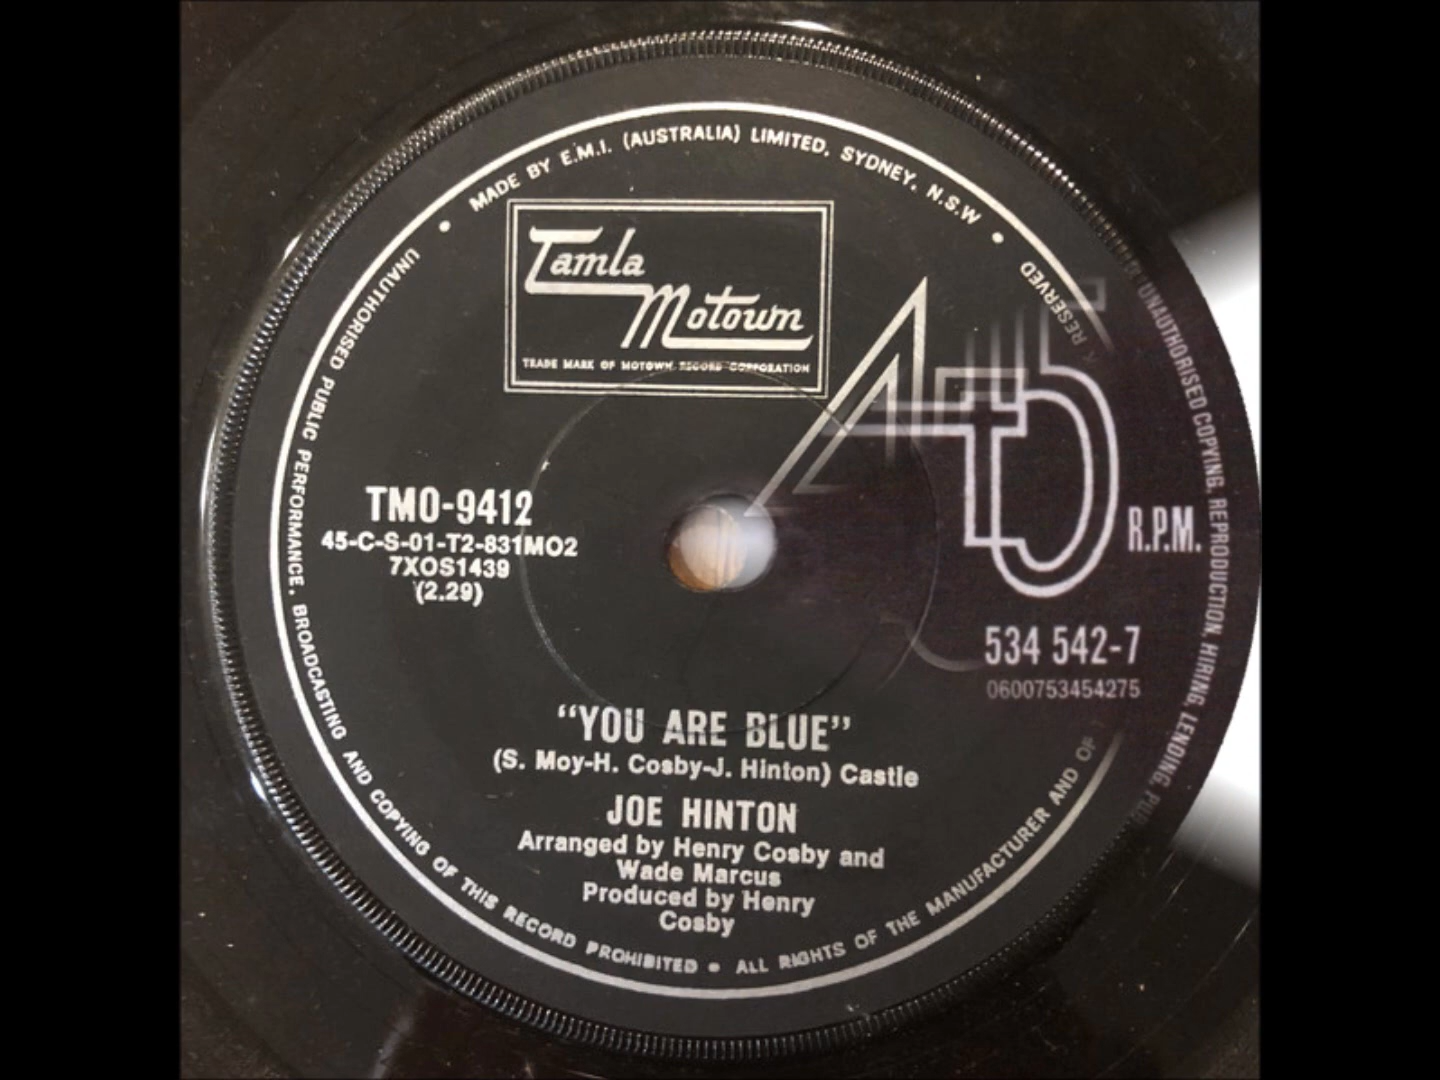 MADE BY E.M.I. (AUSTRALIA) LIMITED. SYDNEY. N.S.W
Tamla
Motown
TRADE MARK OF MOTOWN RECORD CORPORATION
45
R.P.M.
TMO-9412
45-C-S-01-T2-831MO2
7XOS1439
(2.29)
534 542-7
0600753454275
"YOU ARE BLUE"
(S. Moy-H. Cosby-J. Hinton) Castle
JOE HINTON
Arranged by Henry Cosby and
Wade Marcus
Produced by Henry
Cosby
UNAUTHORISED PUBLIC PERFORMANCE. BROADCASTING AND COPYING OF THIS RECORD PROHIBITED • ALL RIGHTS OF THE MANUFACTURER AND OF
RESERVED
UNAUTHORISED COPYING, REPRODUCTION, HIRING, LENDING,